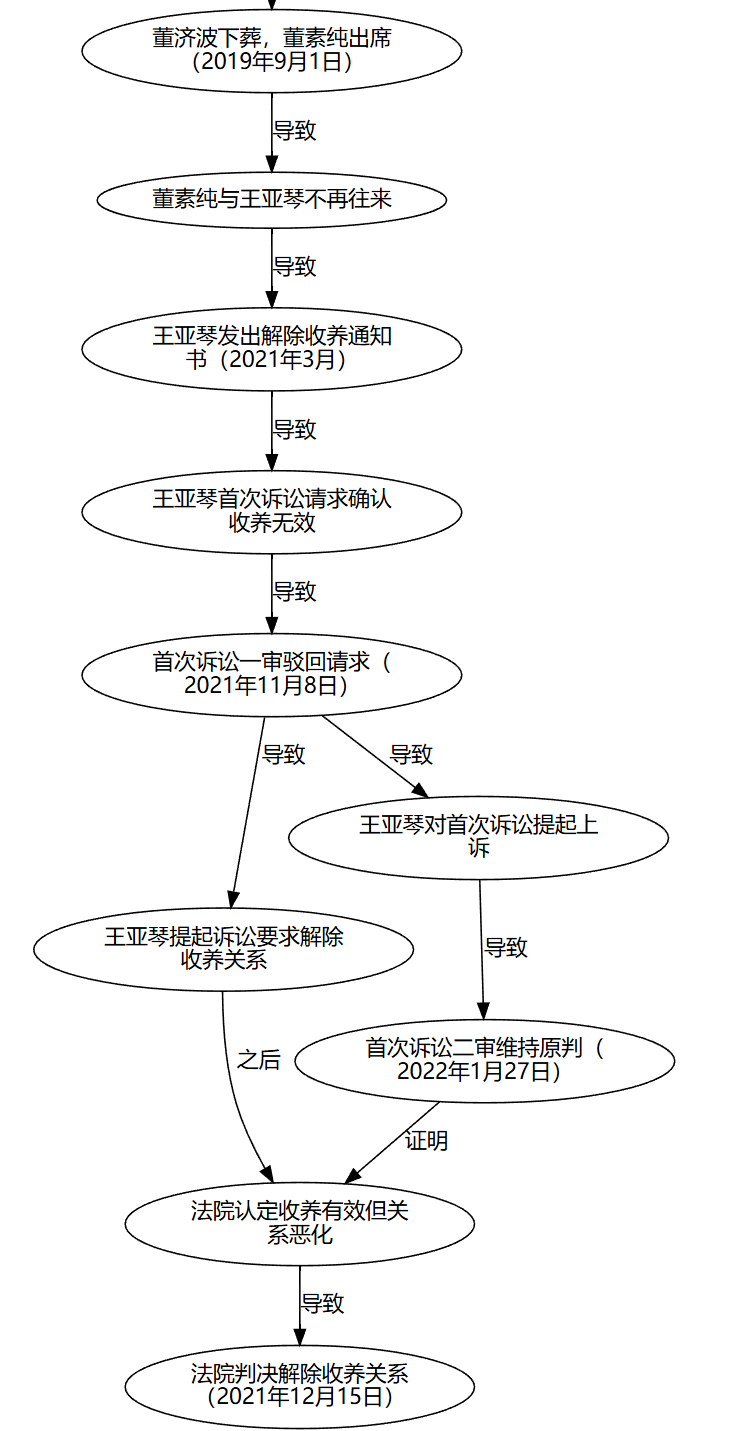 董济波下葬，董素纯出席
（2019年9月1日）
导致
董素纯与王亚琴不再往来
导致
王亚琴发出解除收养通知
书（2021年3月）
导致
王亚琴首次诉讼请求确认
收养无效
导致
首次诉讼一审驳回请求（
2021年11月8日）
导致
导致
王亚琴对首次诉讼提起上
诉
王亚琴提起诉讼要求解除
收养关系
导致
首次诉讼二审维持原判（
2022年1月27日）
之后
证明
法院认定收养有效但关
系恶化
导致
法院判决解除收养关系
（2021年12月15日）